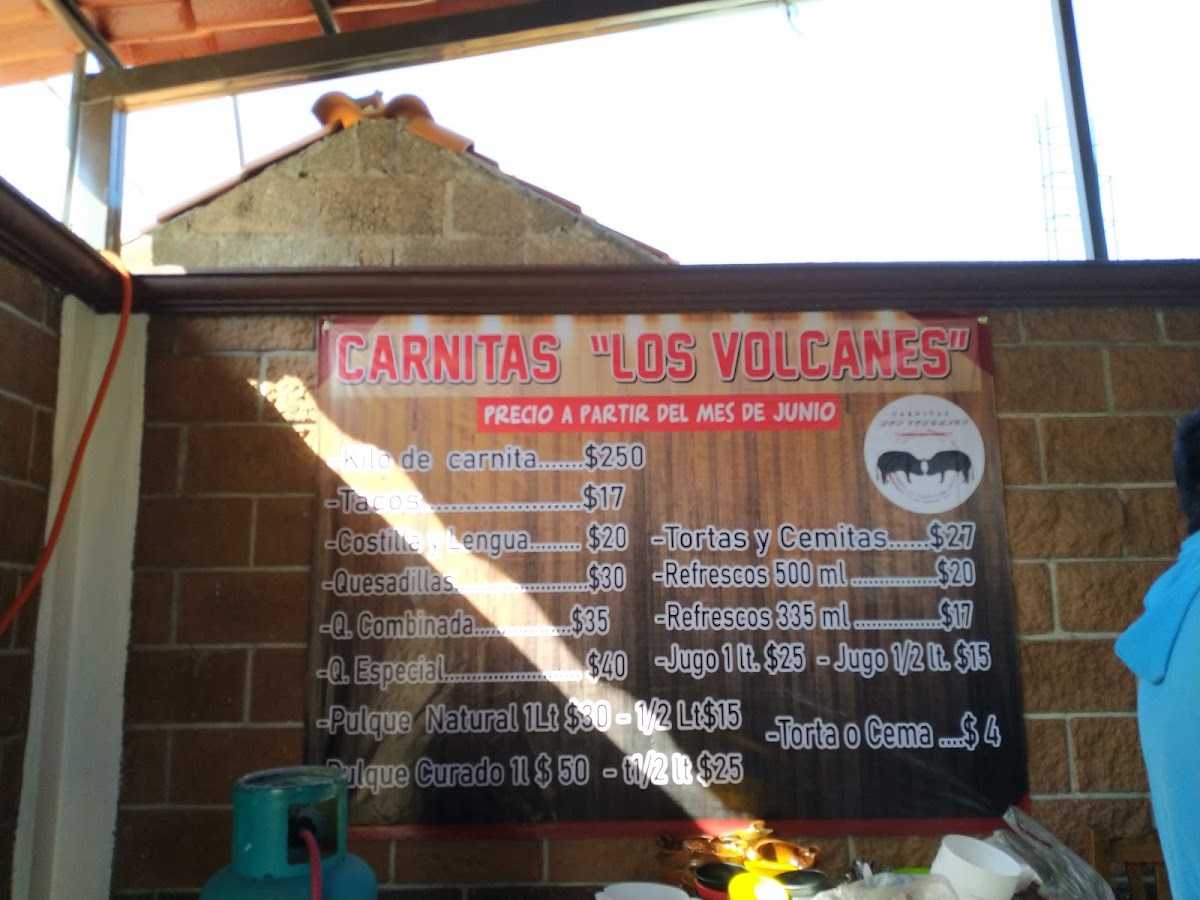 CARNITAS "LOS VOLCANES"
PRECIO A PARTIR DEL MES DE JUNIO
CARNITAS
-Kilo de carnita.......$250
-Tacos.......................$17
-Costilla y Lengua........ $20
-Quesadillas....................$30
-Q. Combinada..............$35
-Q. Especial..................... $40
-Pulque Natural 1Lt $30 - 1/2 Lt$15
-Pulque Curado 1l $ 50 - t1/2 lt $25
-Tortas y Cemitas......$27
-Refrescos 500 ml .............$20
-Refrescos 335 ml .............$17
-Jugo 1 lt. $25 - Jugo 1/2 lt. $15
-Torta o Cema ....$ 4